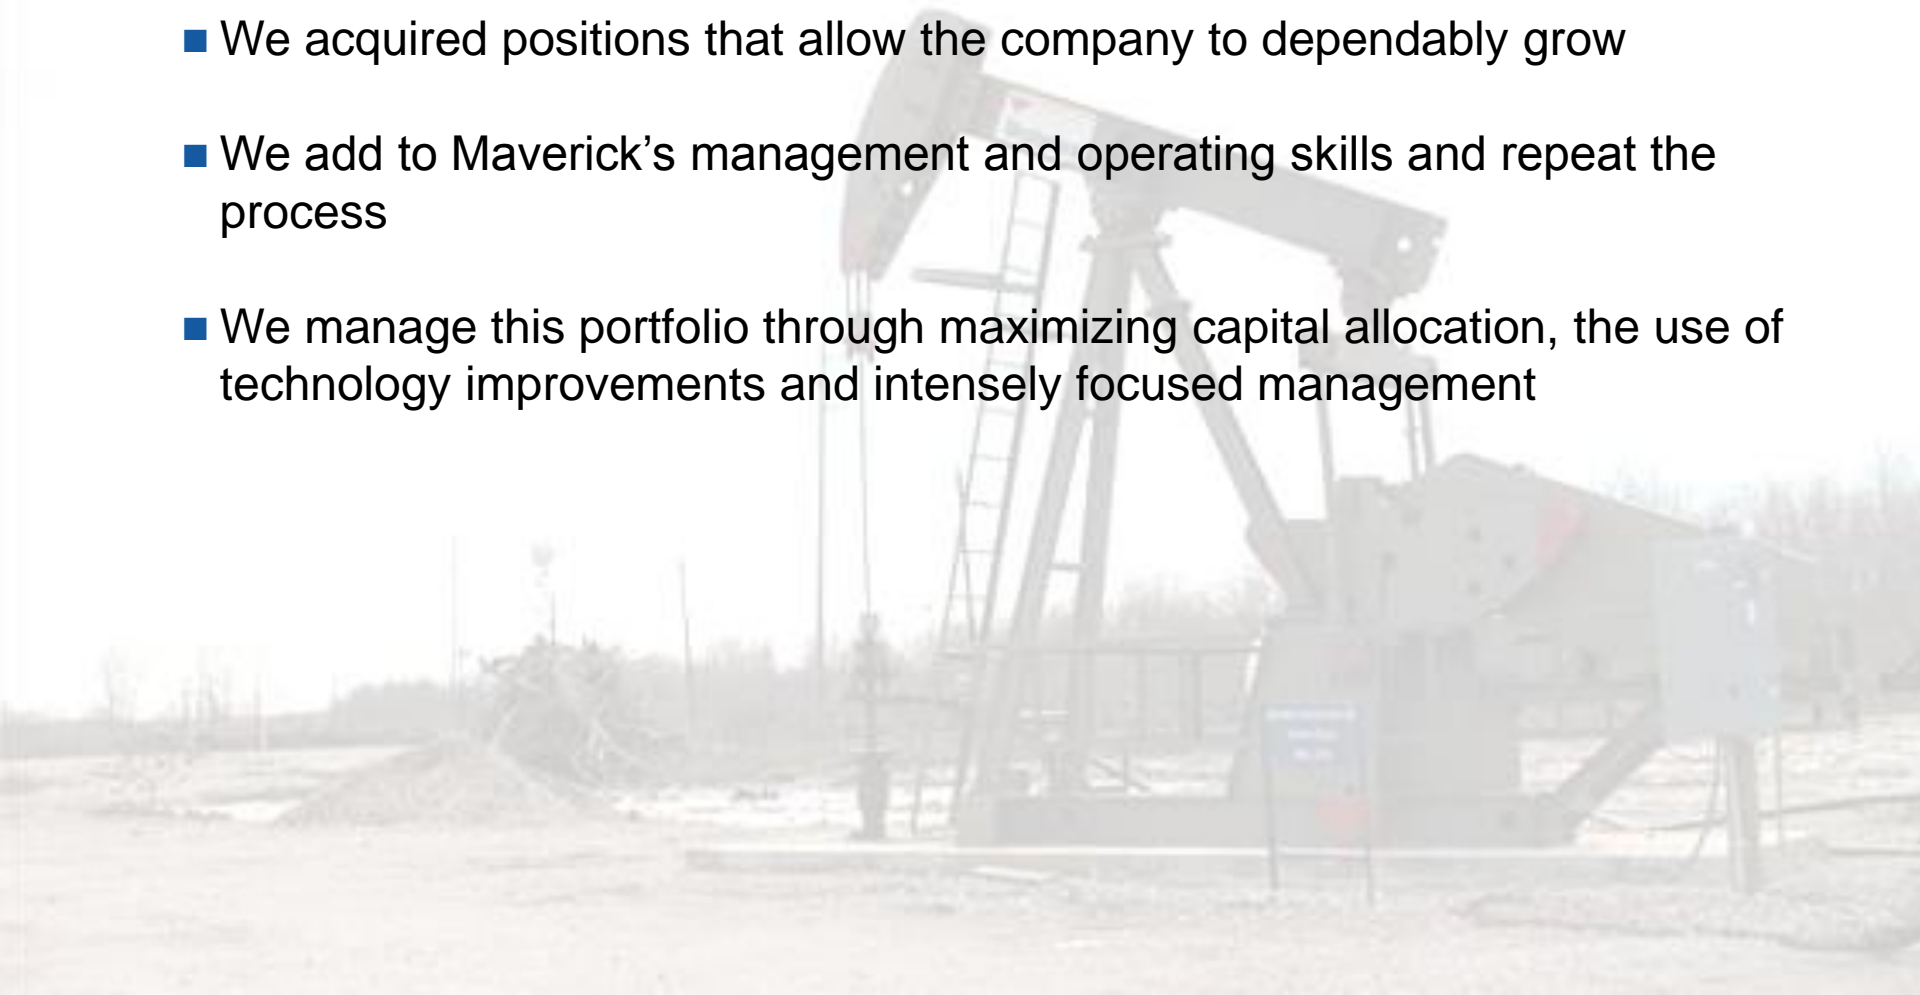 We acquired positions that allow the company to dependably grow
We add to Maverick’s management and operating skills and repeat the
process
We manage this portfolio through maximizing capital allocation, the use of
technology improvements and intensely focused management